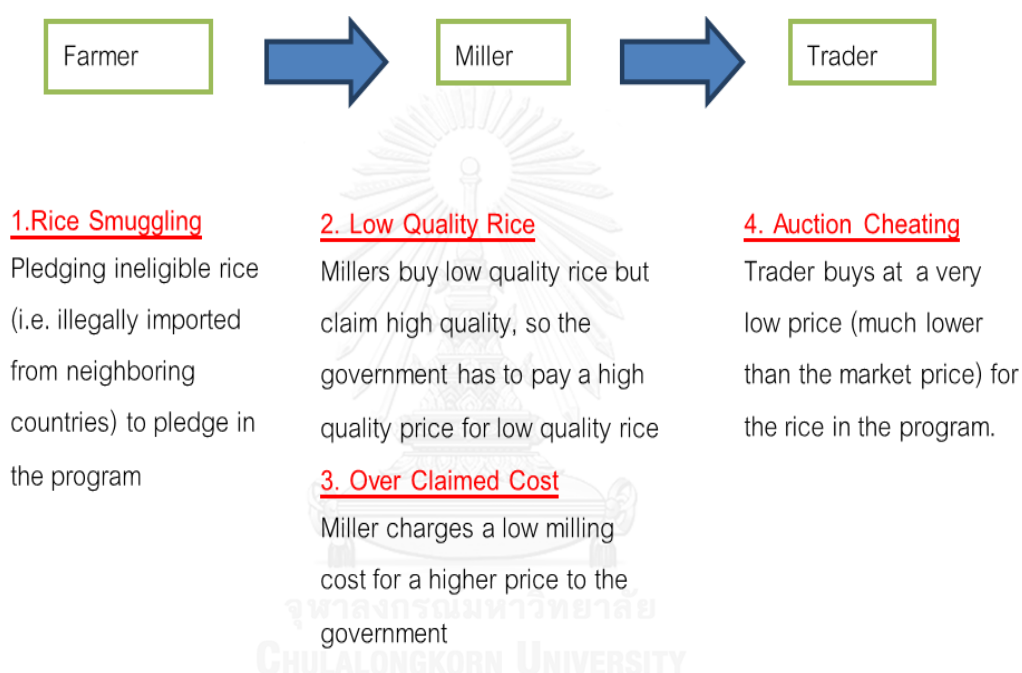 Farmer
Miller
Trader
1.Rice Smuggling
Pledging ineligible rice
(i.e. illegally imported
from neighboring
countries) to pledge in
the program
2. Low Quality Rice
Millers buy low quality rice but
claim high quality, so the
government has to pay a high
quality price for low quality rice
3. Over Claimed Cost
Miller charges a low milling
cost for a higher price to the
government
4. Auction Cheating
Trader buys at a very
low price (much lower
than the market price) for
the rice in the program.
จุฬาลงกรณ์มหาวิทยาลัย
CHULALONGKORN UNIVERSITY